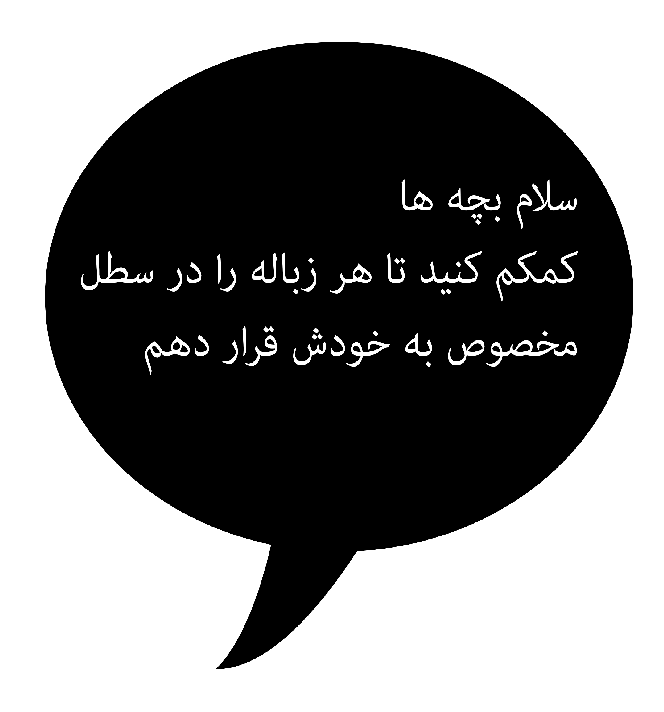 سلام بچه ها
کمکم کنید تا هر زباله را در سطل
مخصوص به خودش قرار دهم